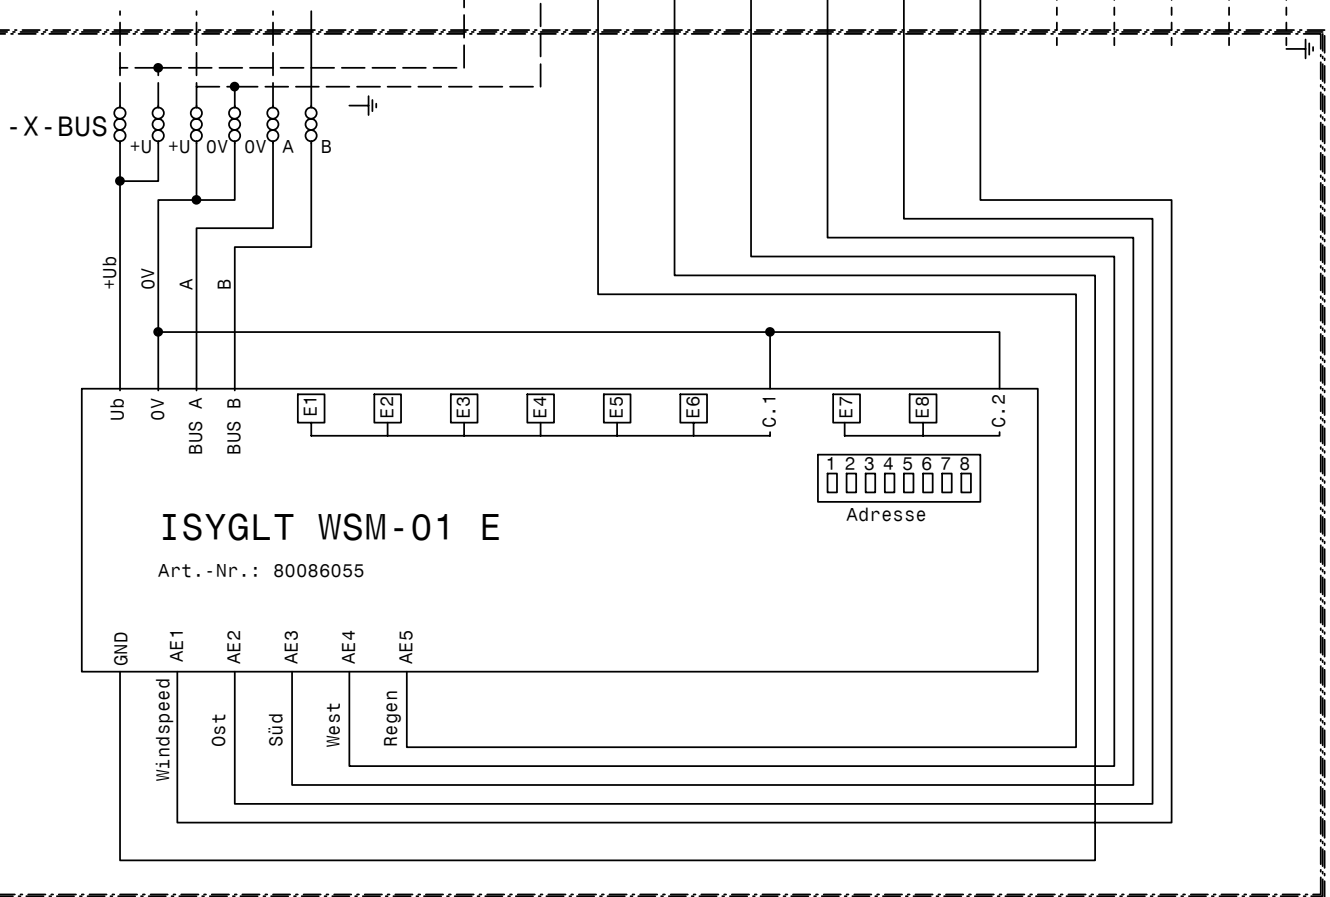 -X-BUS
+U +U 0V 0V A B
+Ub 0V A B
Ub 0V BUS A BUS B E1 E2 E3 E4 E5 E6 C.1 E7 E8 C.2
1 2 3 4 5 6 7 8
Adresse
ISYGLT WSM-01 E
Art.-Nr.: 80086055
GND AE1 AE2 AE3 AE4 AE5
Windspeed Ost Süd West Regen